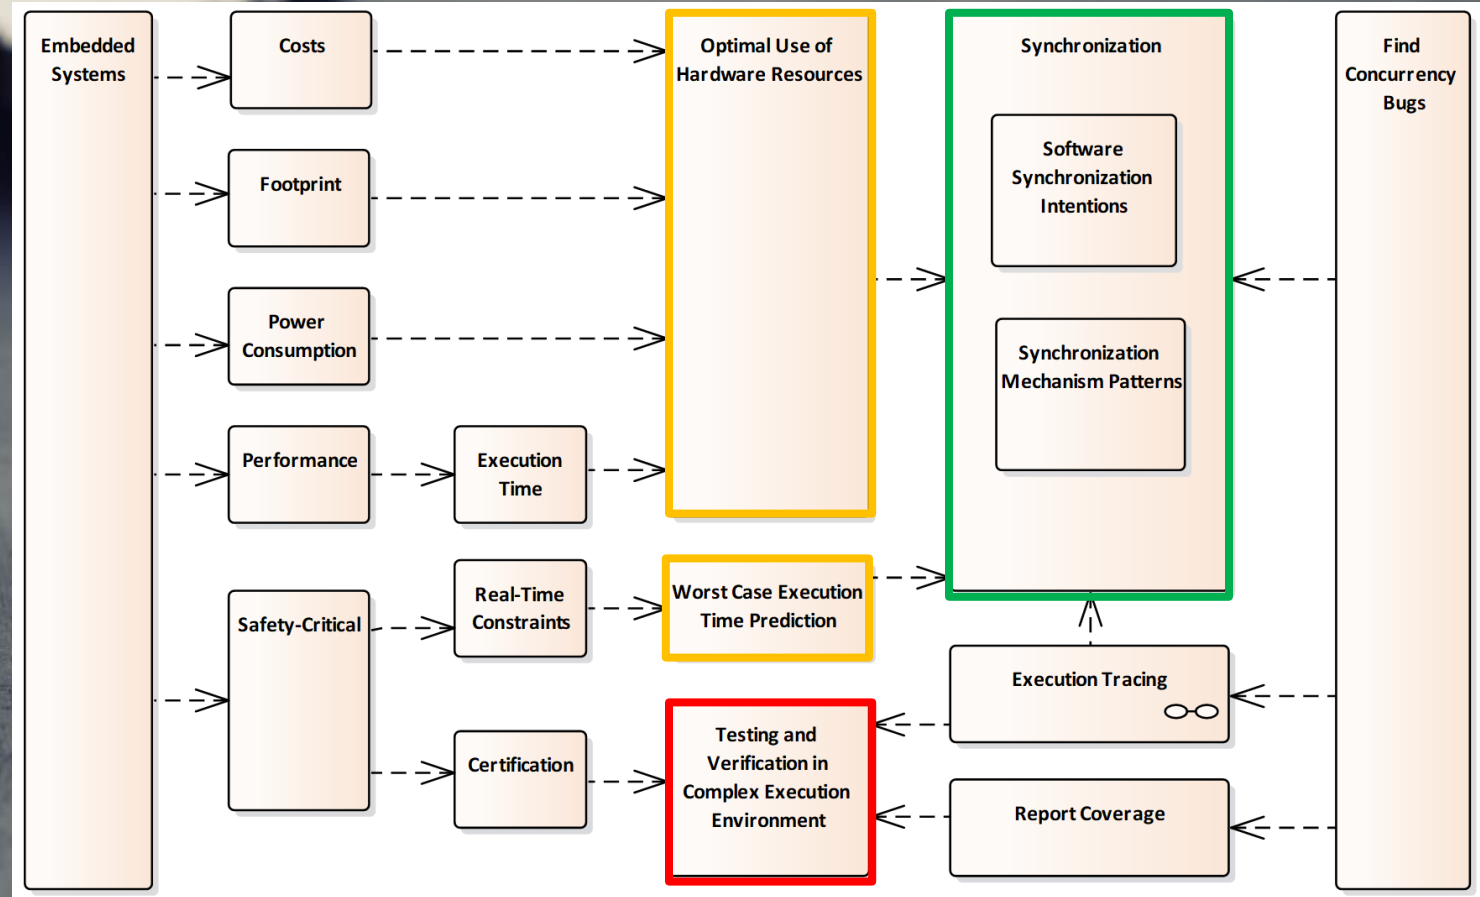 Embedded
Systems
Costs
Footprint
Power
Consumption
Performance
Execution
Time
Safety-Critical
Real-Time
Constraints
Certification
Optimal Use of
Hardware Resources
Worst Case Execution
Time Prediction
Testing and
Verification in
Complex Execution
Environment
Synchronization
Software
Synchronization
Intentions
Synchronization
Mechanism Patterns
Execution Tracing
Report Coverage
Find
Concurrency
Bugs